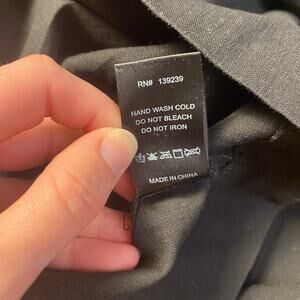 RN# 139239
HAND WASH COLD
DO NOT BLEACH
DO NOT IRON
MADE IN CHINA